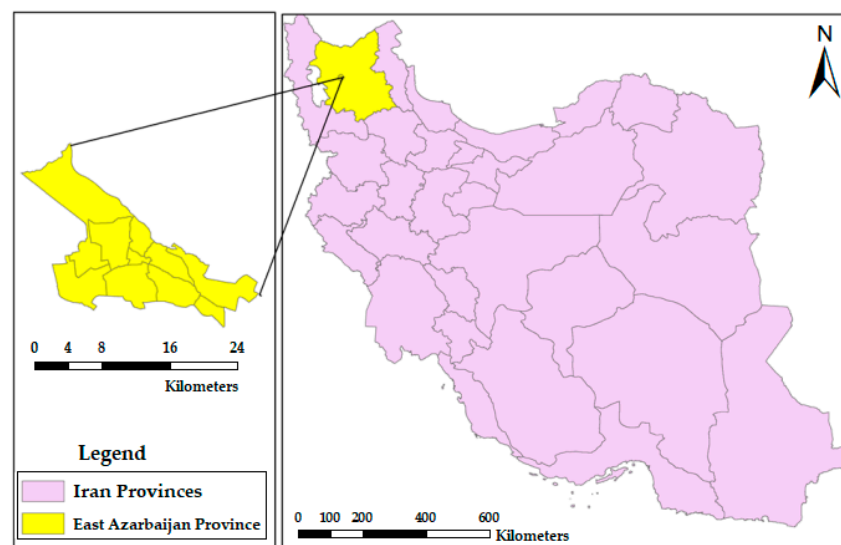 N
0 4 8 16 24
Kilometers
Legend
Iran Provinces
East Azarbaijan Province
0 100 200 400 600
Kilometers